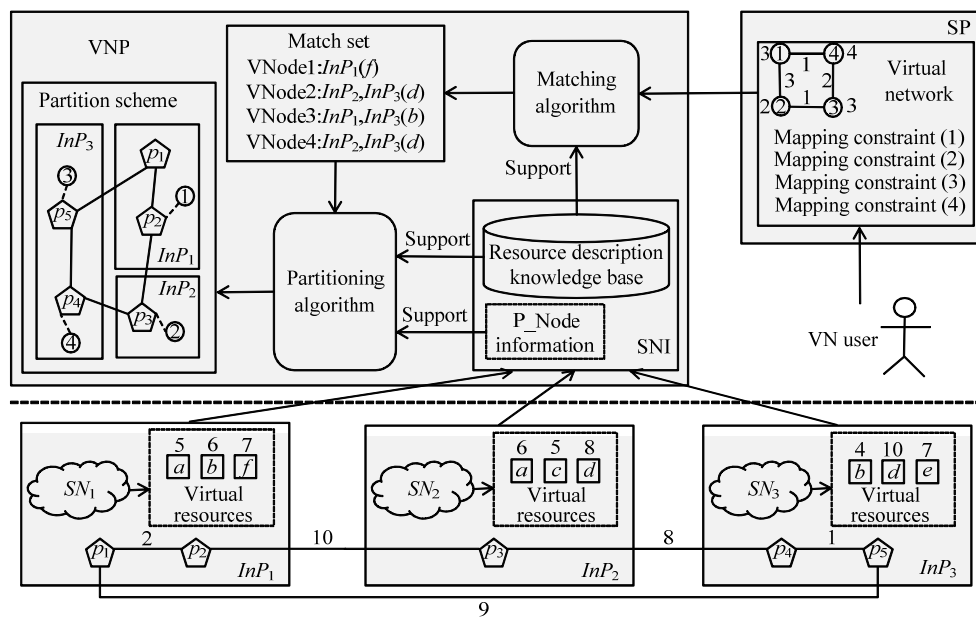 VNP
Match set
VNode1:InP1(f)
VNode2:InP2,InP3(d)
VNode3:InP1,InP3(b)
VNode4:InP2,InP3(d)
Matching
algorithm
SP
3 1 1 4 4
3 2
2 2 1 3 3
Virtual
network
Mapping constraint (1)
Mapping constraint (2)
Mapping constraint (3)
Mapping constraint (4)
Partition scheme
InP3
3
p5
p4
4
p1
1
p2
InP1
InP2
p3
2
Partitioning
algorithm
Support
Support
Support
Resource description
knowledge base
P_Node
information
SNI
VN user
SN1
5 6 7
a b f
Virtual
resources
p1 2 p2
InP1
10
SN2
6 5 8
a c d
Virtual
resources
p3
InP2
8
SN3
4 10 7
b d e
Virtual
resources
p4 1 p5
InP3
9